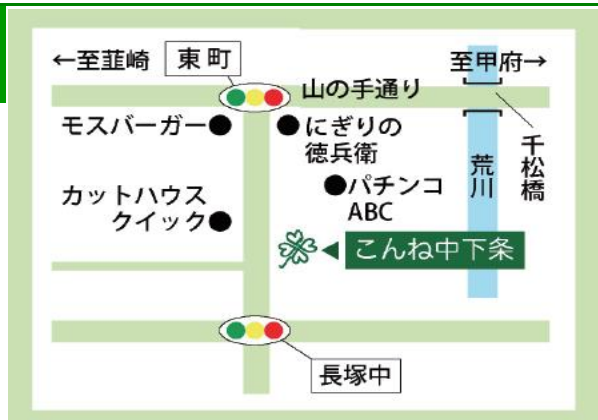 ←至韮崎
東町
至甲府→
山の手通り
モスバーガー●
●にぎりの
徳兵衛
千松橋
荒川
●パチンコ
ABC
カットハウス
クイック●
◀ こんね中下条
長塚中